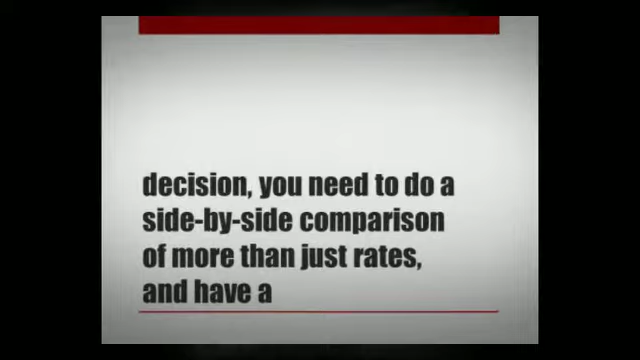 decision, you need to do a
side-by-side comparison
of more than just rates,
and have a